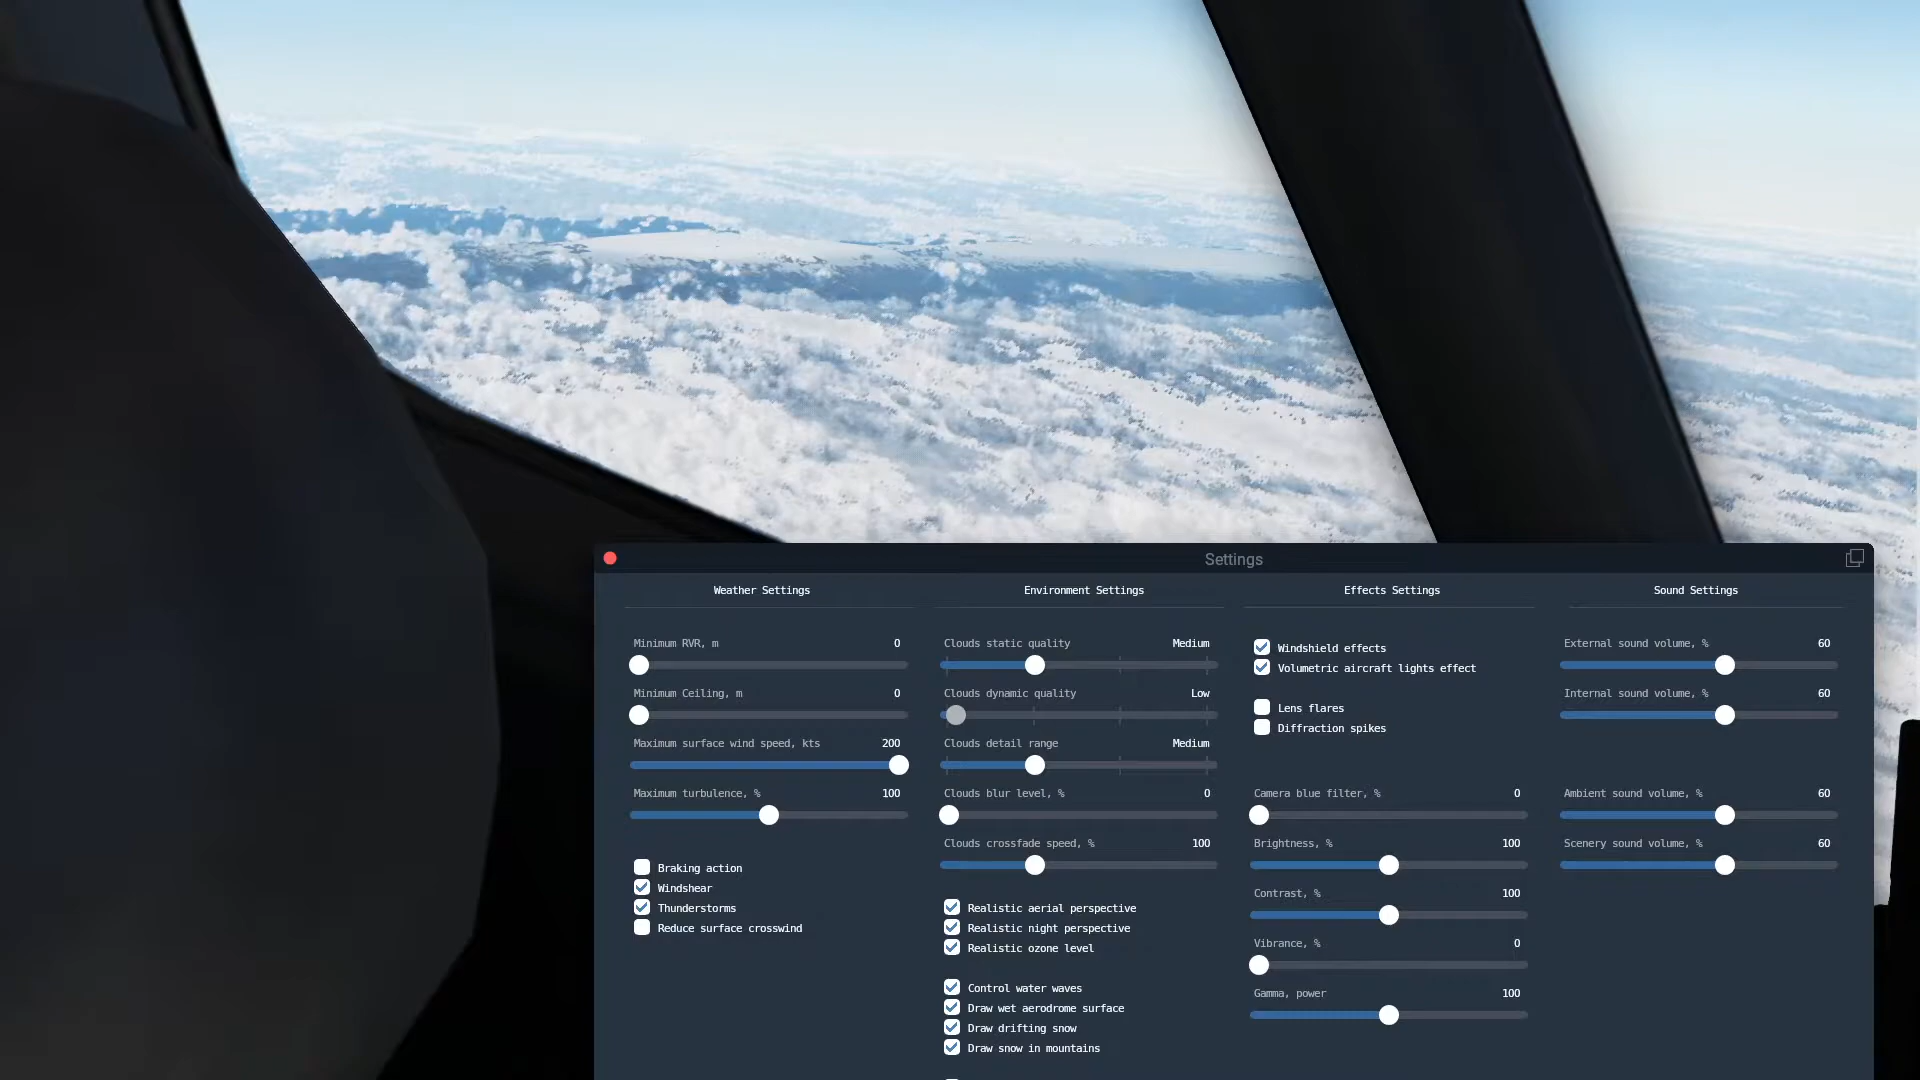 Settings
Weather Settings
Minimum RVR, m 0
Minimum Ceiling, m 0
Maximum surface wind speed, kts 200
Maximum turbulence, % 100
Braking action
Windshear
Thunderstorms
Reduce surface crosswind
Environment Settings
Clouds static quality Medium
Clouds dynamic quality Low
Clouds detail range Medium
Clouds blur level, % 0
Clouds crossfade speed, % 100
Realistic aerial perspective
Realistic night perspective
Realistic ozone level
Control water waves
Draw wet aerodrome surface
Draw drifting snow
Draw snow in mountains
Effects Settings
Windshield effects
Volumetric aircraft lights effect
Lens flares
Diffraction spikes
Camera blue filter, % 0
Brightness, % 100
Contrast, % 100
Vibrance, % 0
Gamma, power 100
Sound Settings
External sound volume, % 60
Internal sound volume, % 60
Ambient sound volume, % 60
Scenery sound volume, % 60